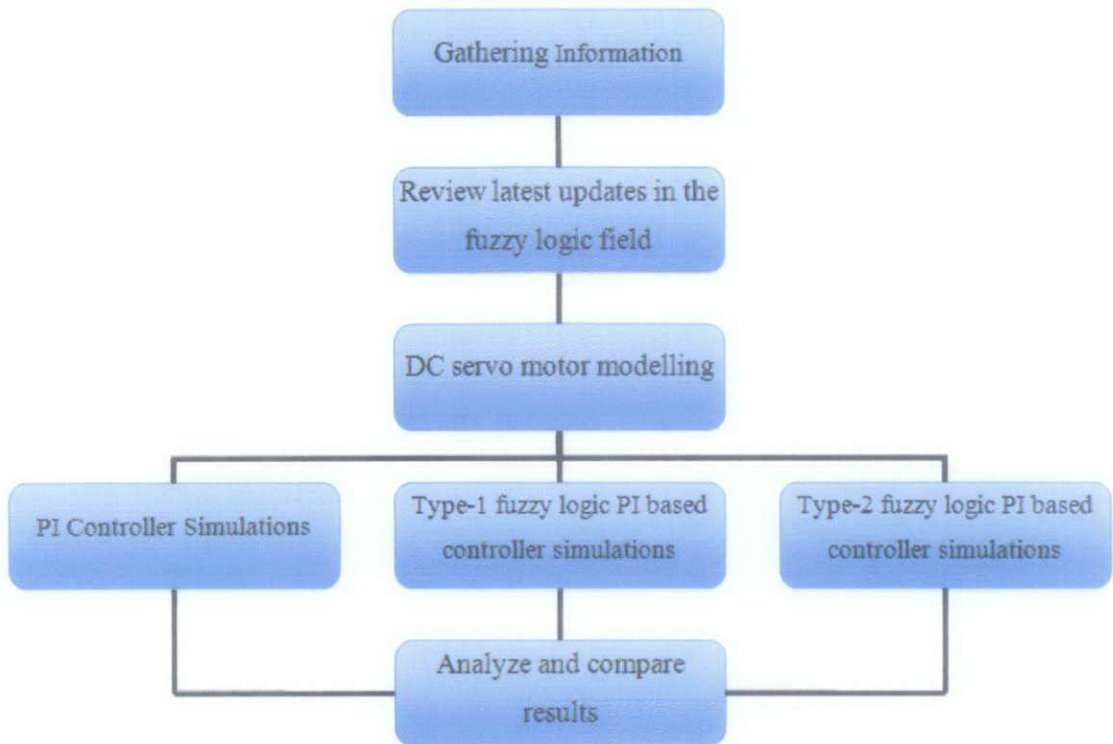 Gathering Information
Review latest updates in the
fuzzy logic field
DC servo motor modelling
PI Controller Simulations
Type-1 fuzzy logic PI based
controller simulations
Type-2 fuzzy logic PI based
controller simulations
Analyze and compare
results